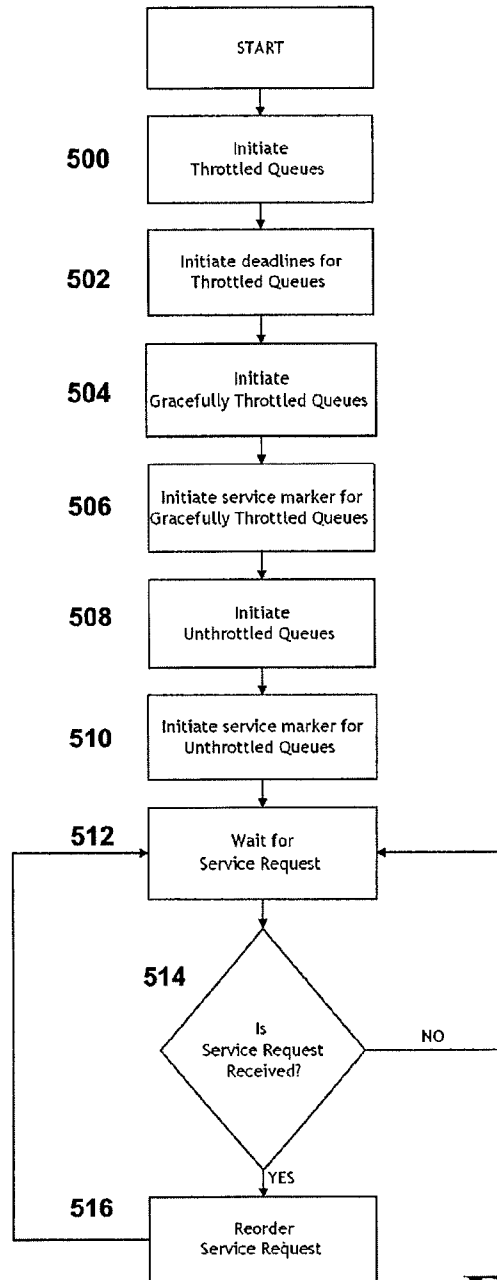 START
500
Initiate
Throttled Queues
502
Initiate deadlines for
Throttled Queues
504
Initiate
Gracefully Throttled Queues
506
Initiate service marker for
Gracefully Throttled Queues
508
Initiate
Unthrottled Queues
510
Initiate service marker for
Unthrottled Queues
512
Wait for
Service Request
514
Is
Service Request
Received?
NO
YES
516
Reorder
Service Request